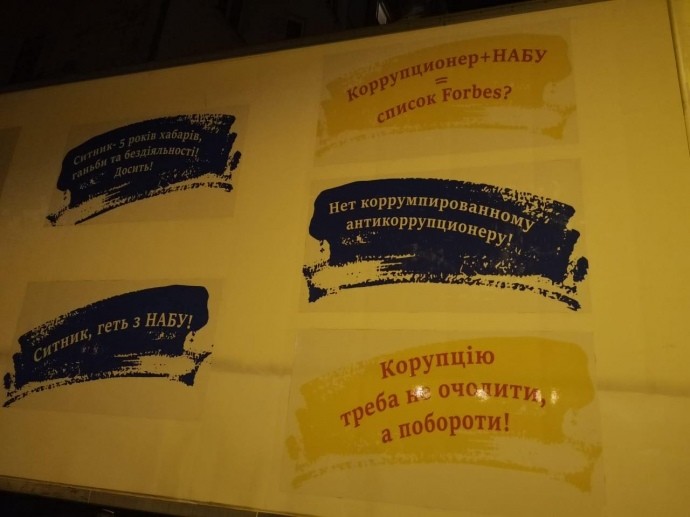 Ситник- 5 років хабарів,
ганьби та бездіяльності!
Досить!
Ситник, геть з НАБУ!
Коррупционер+НАБУ
=
список Forbes?
Нет коррумпированному
антикоррупционеру!
Корупцію
треба не очолити,
а побороти!